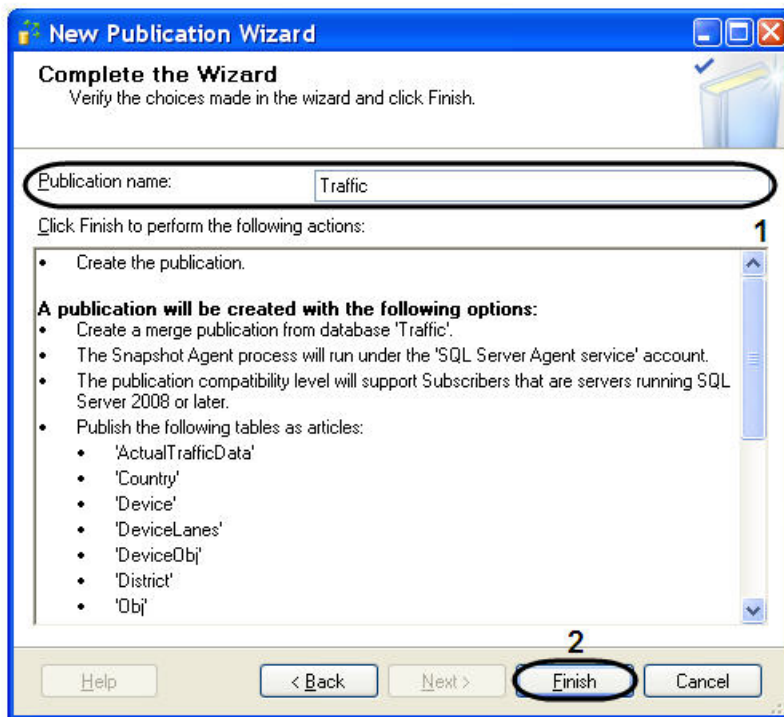 New Publication Wizard
Complete the Wizard
Verify the choices made in the wizard and click Finish.
Publication name: Traffic
1
Click Finish to perform the following actions:
• Create the publication.
A publication will be created with the following options:
• Create a merge publication from database 'Traffic'.
• The Snapshot Agent process will run under the 'SQL Server Agent service' account.
• The publication compatibility level will support Subscribers that are servers running SQL
Server 2008 or later.
• Publish the following tables as articles:
• 'ActualTrafficData'
• 'Country'
• 'Device'
• 'DeviceLanes'
• 'DeviceObj'
• 'District'
• 'Obj'
2
Help < Back Next > Finish Cancel